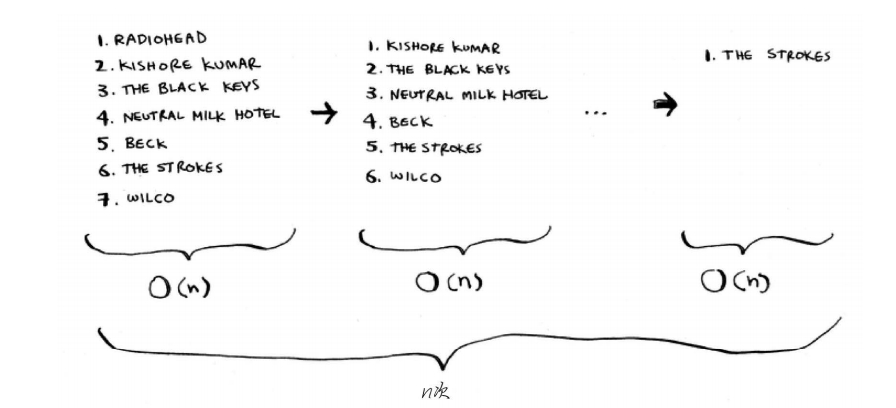 1. RADIOHEAD
2. KISHORE KUMAR
3. THE BLACK KEYS
4. NEUTRAL MILK HOTEL
5. BECK
6. THE STROKES
7. WILCO
1. KISHORE KUMAR
2. THE BLACK KEYS
3. NEUTRAL MILK HOTEL
4. BECK
5. THE STROKES
6. WILCO
...
1. THE STROKES
O(n)
O(n)
O(n)
n次